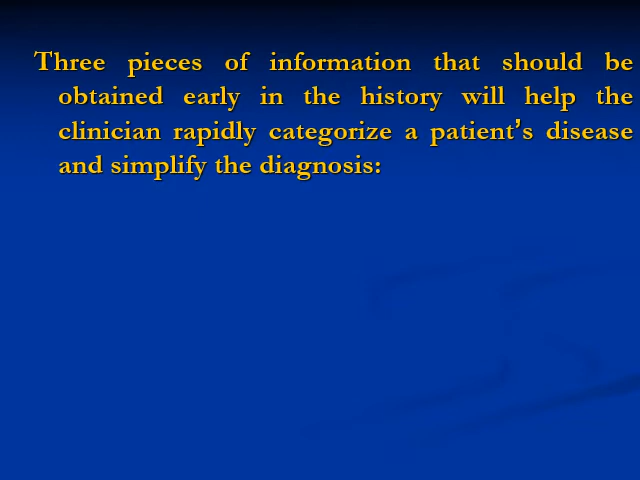 Three pieces of information that should be
obtained early in the history will help the
clinician rapidly categorize a patient’s disease
and simplify the diagnosis: